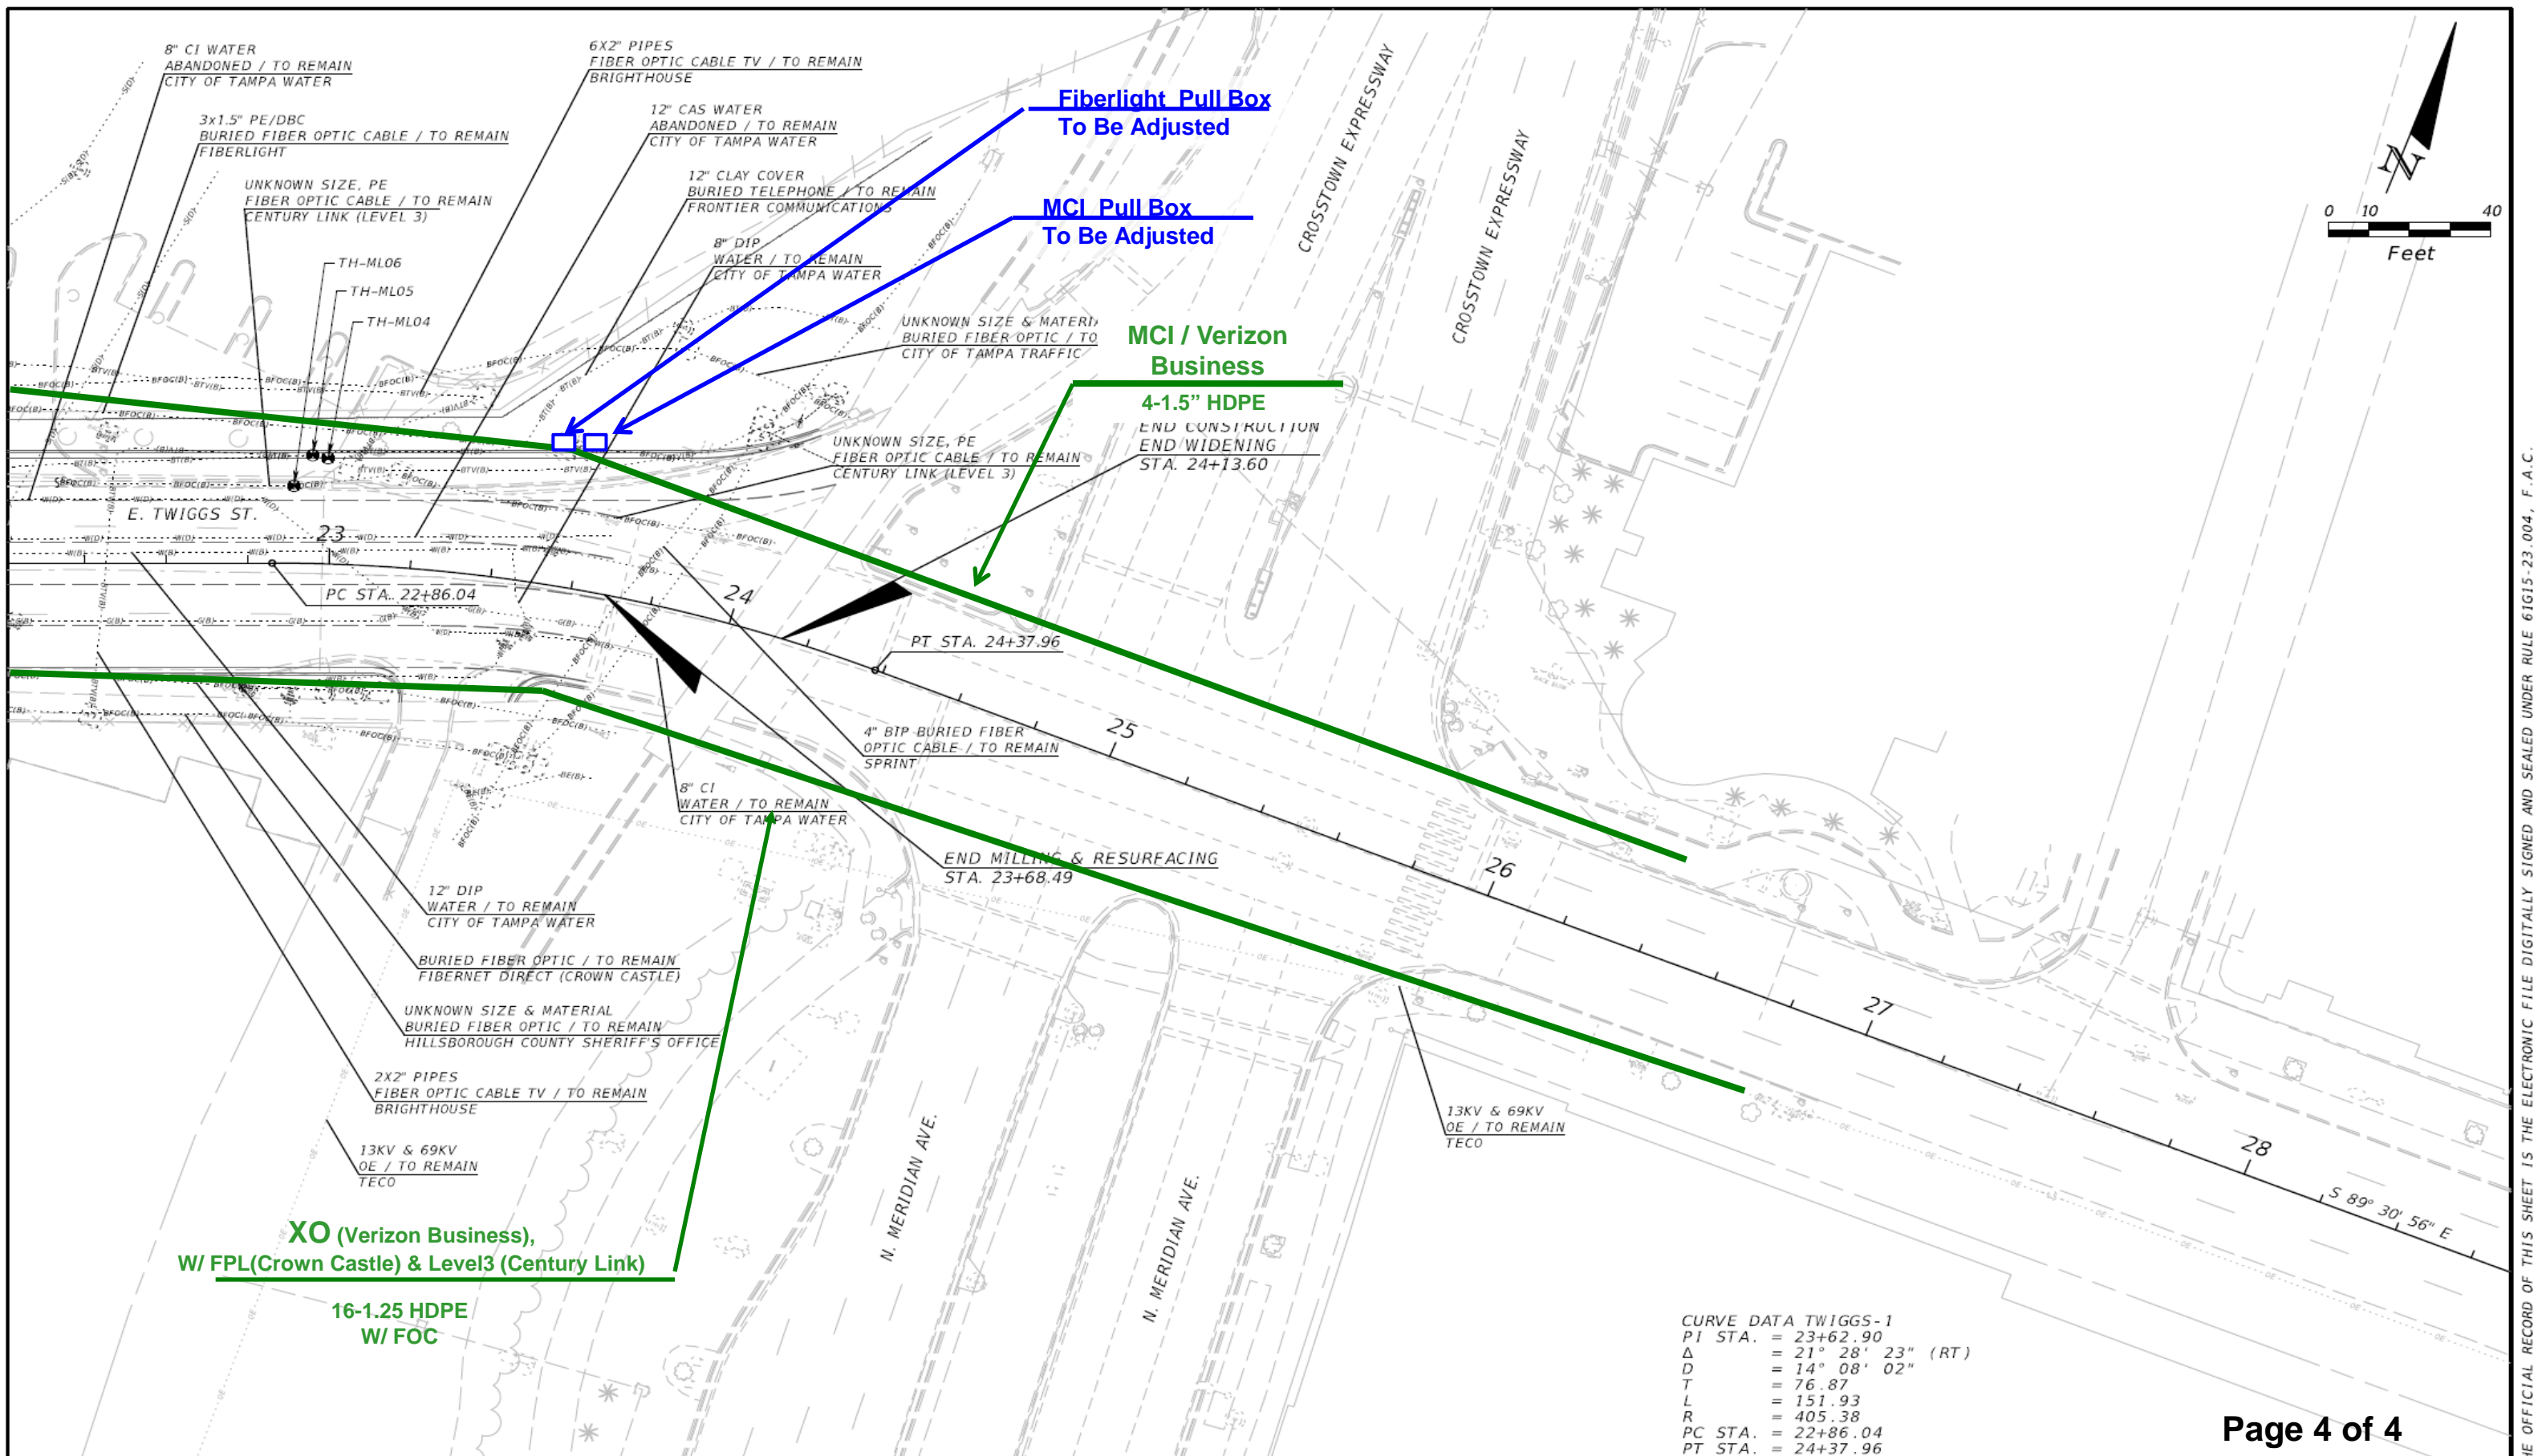 8" CI WATER
ABANDONED / TO REMAIN
CITY OF TAMPA WATER
6X2" PIPES
FIBER OPTIC CABLE TV / TO REMAIN
BRIGHTHOUSE
3x1.5" PE/DBC
BURIED FIBER OPTIC CABLE / TO REMAIN
FIBERLIGHT
12" CAS WATER
ABANDONED / TO REMAIN
CITY OF TAMPA WATER
Fiberlight Pull Box
To Be Adjusted
UNKNOWN SIZE, PE
FIBER OPTIC CABLE / TO REMAIN
CENTURY LINK (LEVEL 3)
12" CLAY COVER
BURIED TELEPHONE / TO REMAIN
FRONTIER COMMUNICATIONS
MCI Pull Box
To Be Adjusted
8" DIP
WATER / TO REMAIN
CITY OF TAMPA WATER
CROSSTOWN EXPRESSWAY
CROSSTOWN EXPRESSWAY
N
0 10 40
Feet
TH-ML06
TH-ML05
TH-ML04
UNKNOWN SIZE & MATERI
BURIED FIBER OPTIC / TO
CITY OF TAMPA TRAFFIC
MCI / Verizon
Business
4-1.5” HDPE
END CONSTRUCTION
END WIDENING
STA. 24+13.60
UNKNOWN SIZE, PE
FIBER OPTIC CABLE / TO REMAIN
CENTURY LINK (LEVEL 3)
E. TWIGGS ST.
23
PC STA. 22+86.04
24
PT STA. 24+37.96
25
4" BIP BURIED FIBER
OPTIC CABLE / TO REMAIN
SPRINT
8" CI
WATER / TO REMAIN
CITY OF TAMPA WATER
END MILLING & RESURFACING
STA. 23+68.49
26
12" DIP
WATER / TO REMAIN
CITY OF TAMPA WATER
BURIED FIBER OPTIC / TO REMAIN
FIBERNET DIRECT (CROWN CASTLE)
UNKNOWN SIZE & MATERIAL
BURIED FIBER OPTIC / TO REMAIN
HILLSBOROUGH COUNTY SHERIFF'S OFFICE
27
2X2" PIPES
FIBER OPTIC CABLE TV / TO REMAIN
BRIGHTHOUSE
13KV & 69KV
OE / TO REMAIN
TECO
13KV & 69KV
OE / TO REMAIN
TECO
28
S 89° 30' 56" E
N. MERIDIAN AVE.
N. MERIDIAN AVE.
XO (Verizon Business),
W/ FPL(Crown Castle) & Level3 (Century Link)
16-1.25 HDPE
W/ FOC
CURVE DATA TWIGGS-1
PI STA. = 23+62.90
Δ = 21° 28' 23" (RT)
D = 14° 08' 02"
T = 76.87
L = 151.93
R = 405.38
PC STA. = 22+86.04
PT STA. = 24+37.96
Page 4 of 4
HE OFFICIAL RECORD OF THIS SHEET IS THE ELECTRONIC FILE DIGITALLY SIGNED AND SEALED UNDER RULE 61G15-23.004, F.A.C.